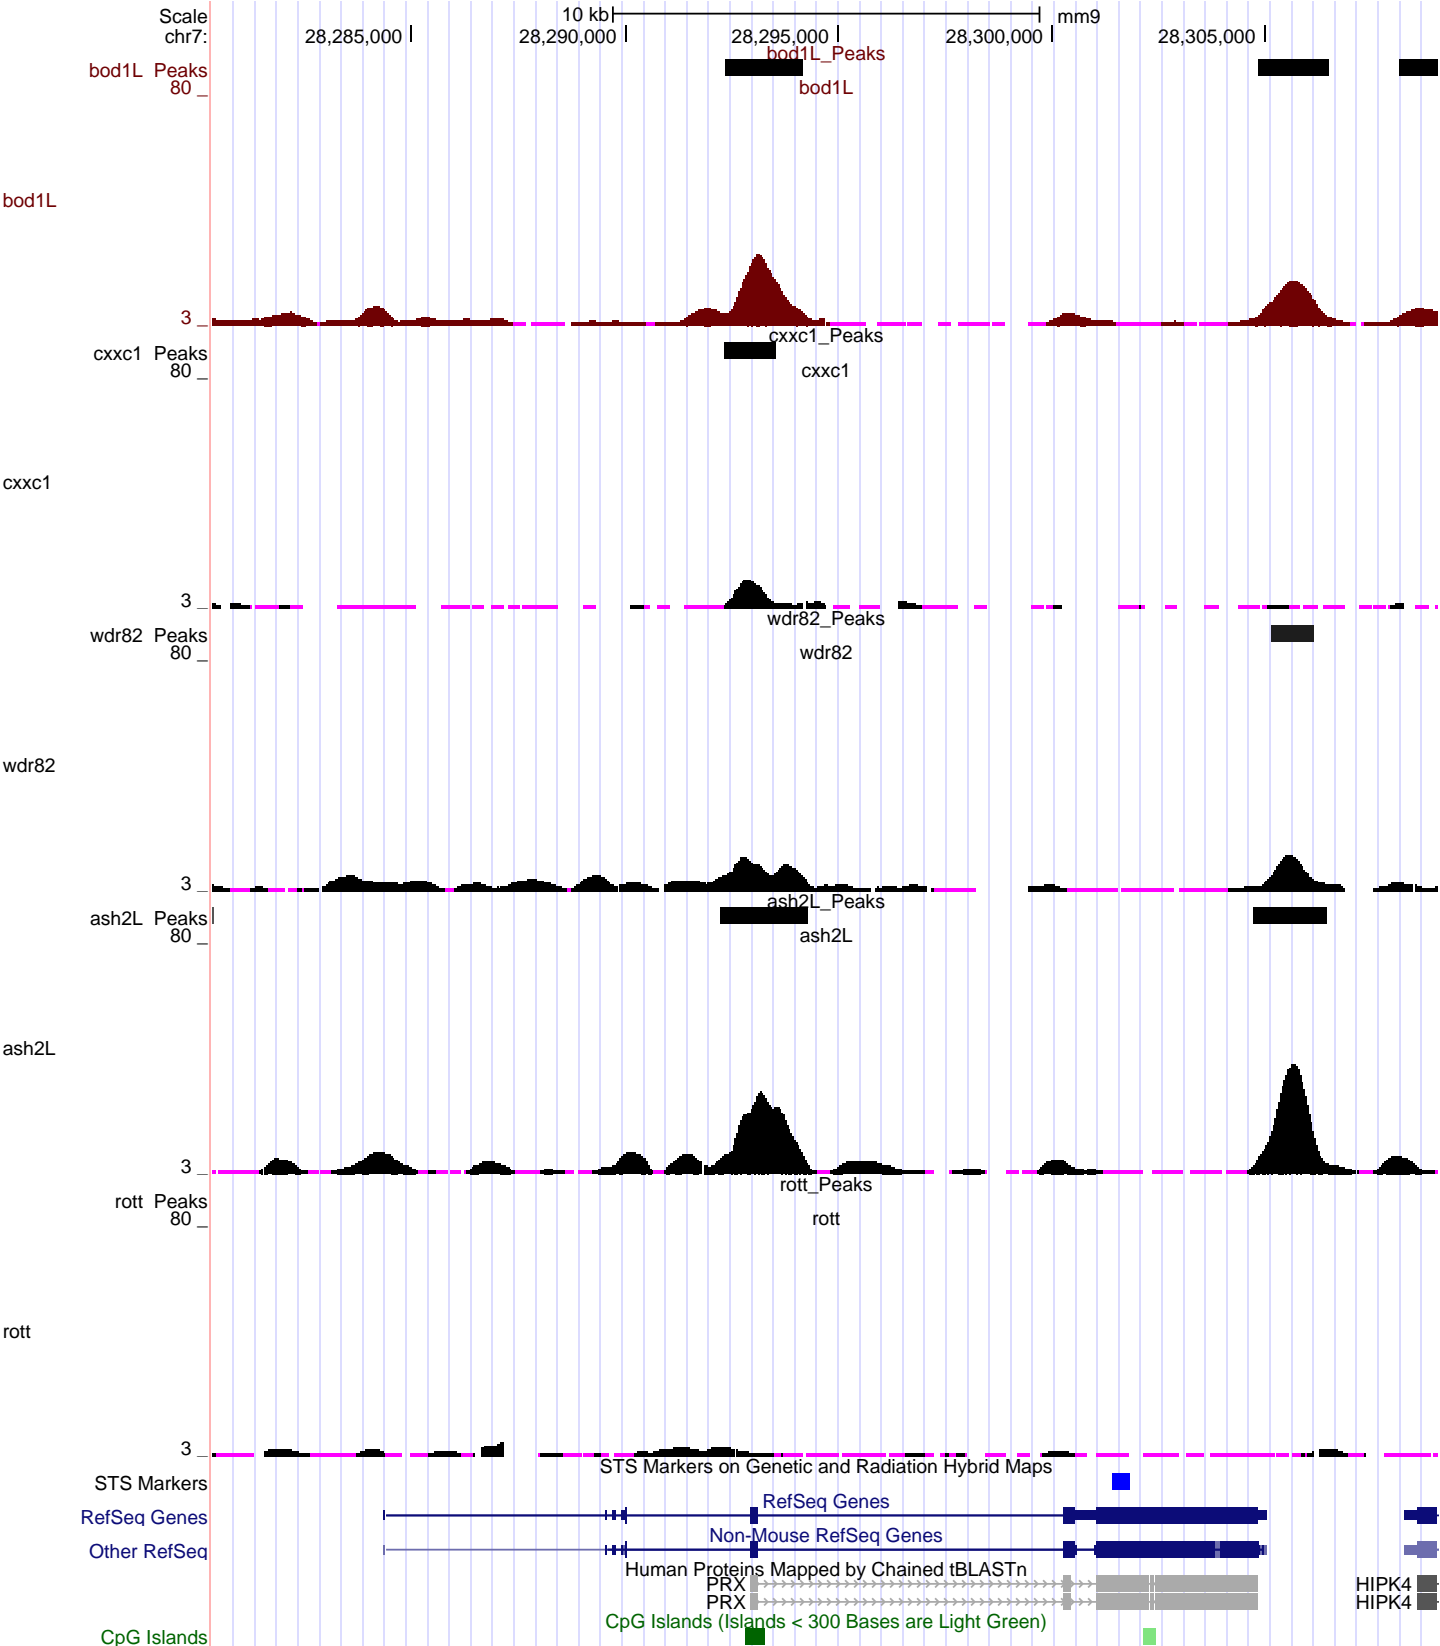 Scale 10 kb mm9
chr7: 28,285,000 28,290,000 28,295,000 28,300,000 28,305,000
bod1L_Peaks
bod1L Peaks
80 _ bod1L
bod1L
3 _
cxxc1_Peaks
cxxc1 Peaks
80 _ cxxc1
cxxc1
3 _
wdr82_Peaks
wdr82 Peaks
80 _ wdr82
wdr82
3 _
ash2L_Peaks
ash2L Peaks
80 _ ash2L
ash2L
3 _
rott_Peaks
rott Peaks
80 _ rott
rott
3 _
STS Markers on Genetic and Radiation Hybrid Maps
STS Markers
RefSeq Genes
RefSeq Genes
Non-Mouse RefSeq Genes
Other RefSeq
Human Proteins Mapped by Chained tBLASTn
PRX HIPK4
PRX HIPK4
CpG Islands (Islands < 300 Bases are Light Green)
CpG Islands